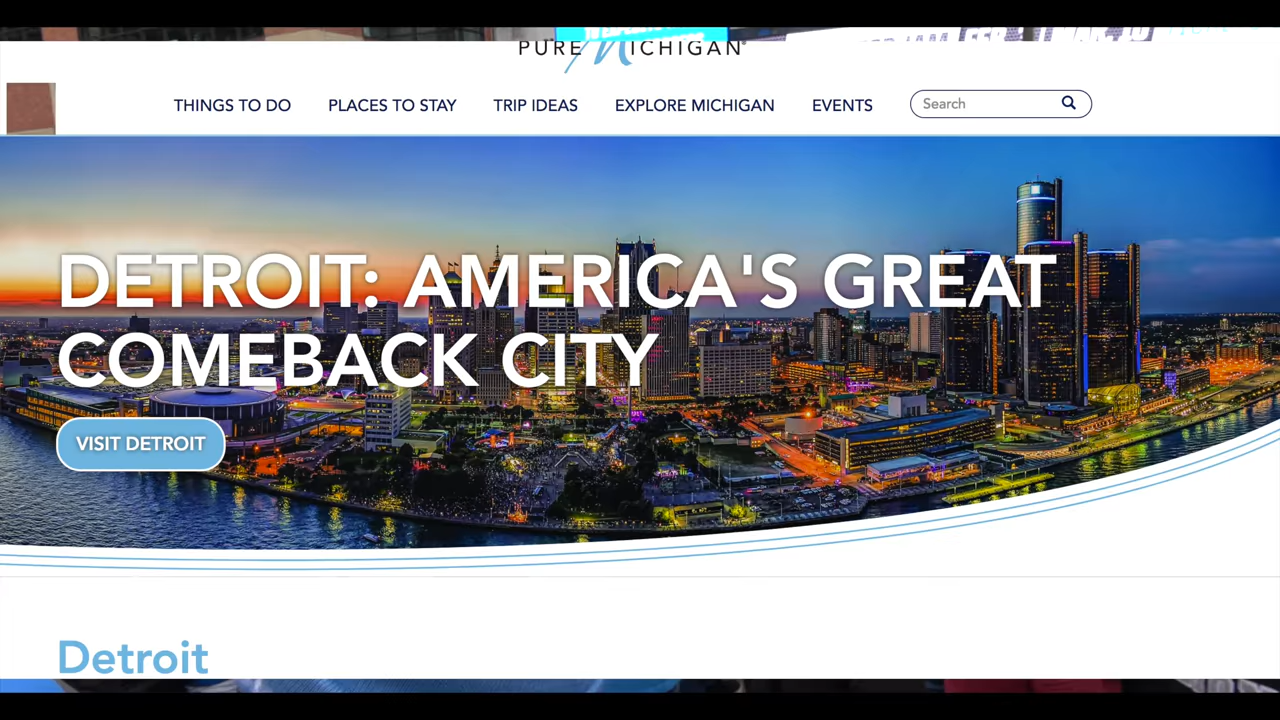 PURE MICHIGAN
THINGS TO DO
PLACES TO STAY
TRIP IDEAS
EXPLORE MICHIGAN
EVENTS
Search
DETROIT: AMERICA'S GREAT
COMEBACK CITY
VISIT DETROIT
Detroit